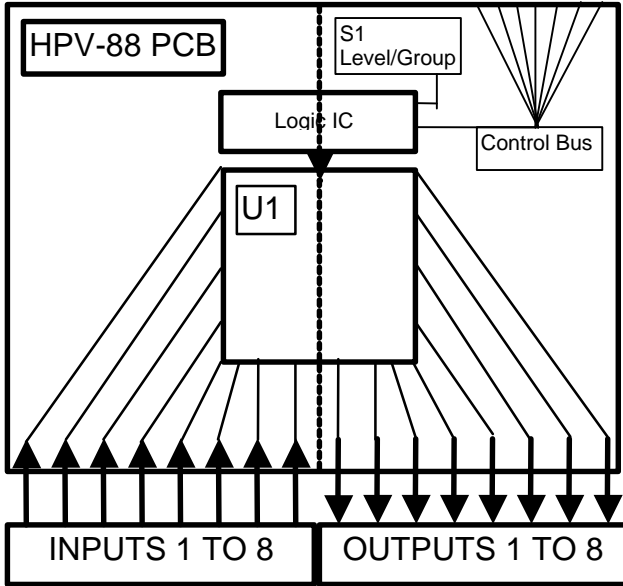 HPV-88 PCB
S1
Level/Group
Logic IC
Control Bus
U1
INPUTS 1 TO 8
OUTPUTS 1 TO 8